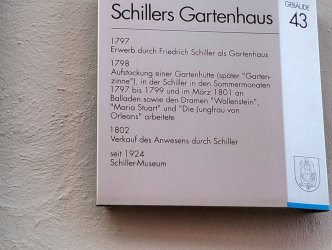 Schillers Gartenhaus
GEBÄUDE
43
1797
Erwerb durch Friedrich Schiller als Gartenhaus
1798
Aufstockung einer Gartenhütte (später "Garten-
zinne"), in der Schiller in den Sommermonaten
1797 bis 1799 und im März 1801 an
Balladen sowie den Dramen "Wallenstein",
"Maria Stuart" und "Die Jungfrau von
Orleans" arbeitete
1802
Verkauf des Anwesens durch Schiller
seit 1924
Schiller-Museum